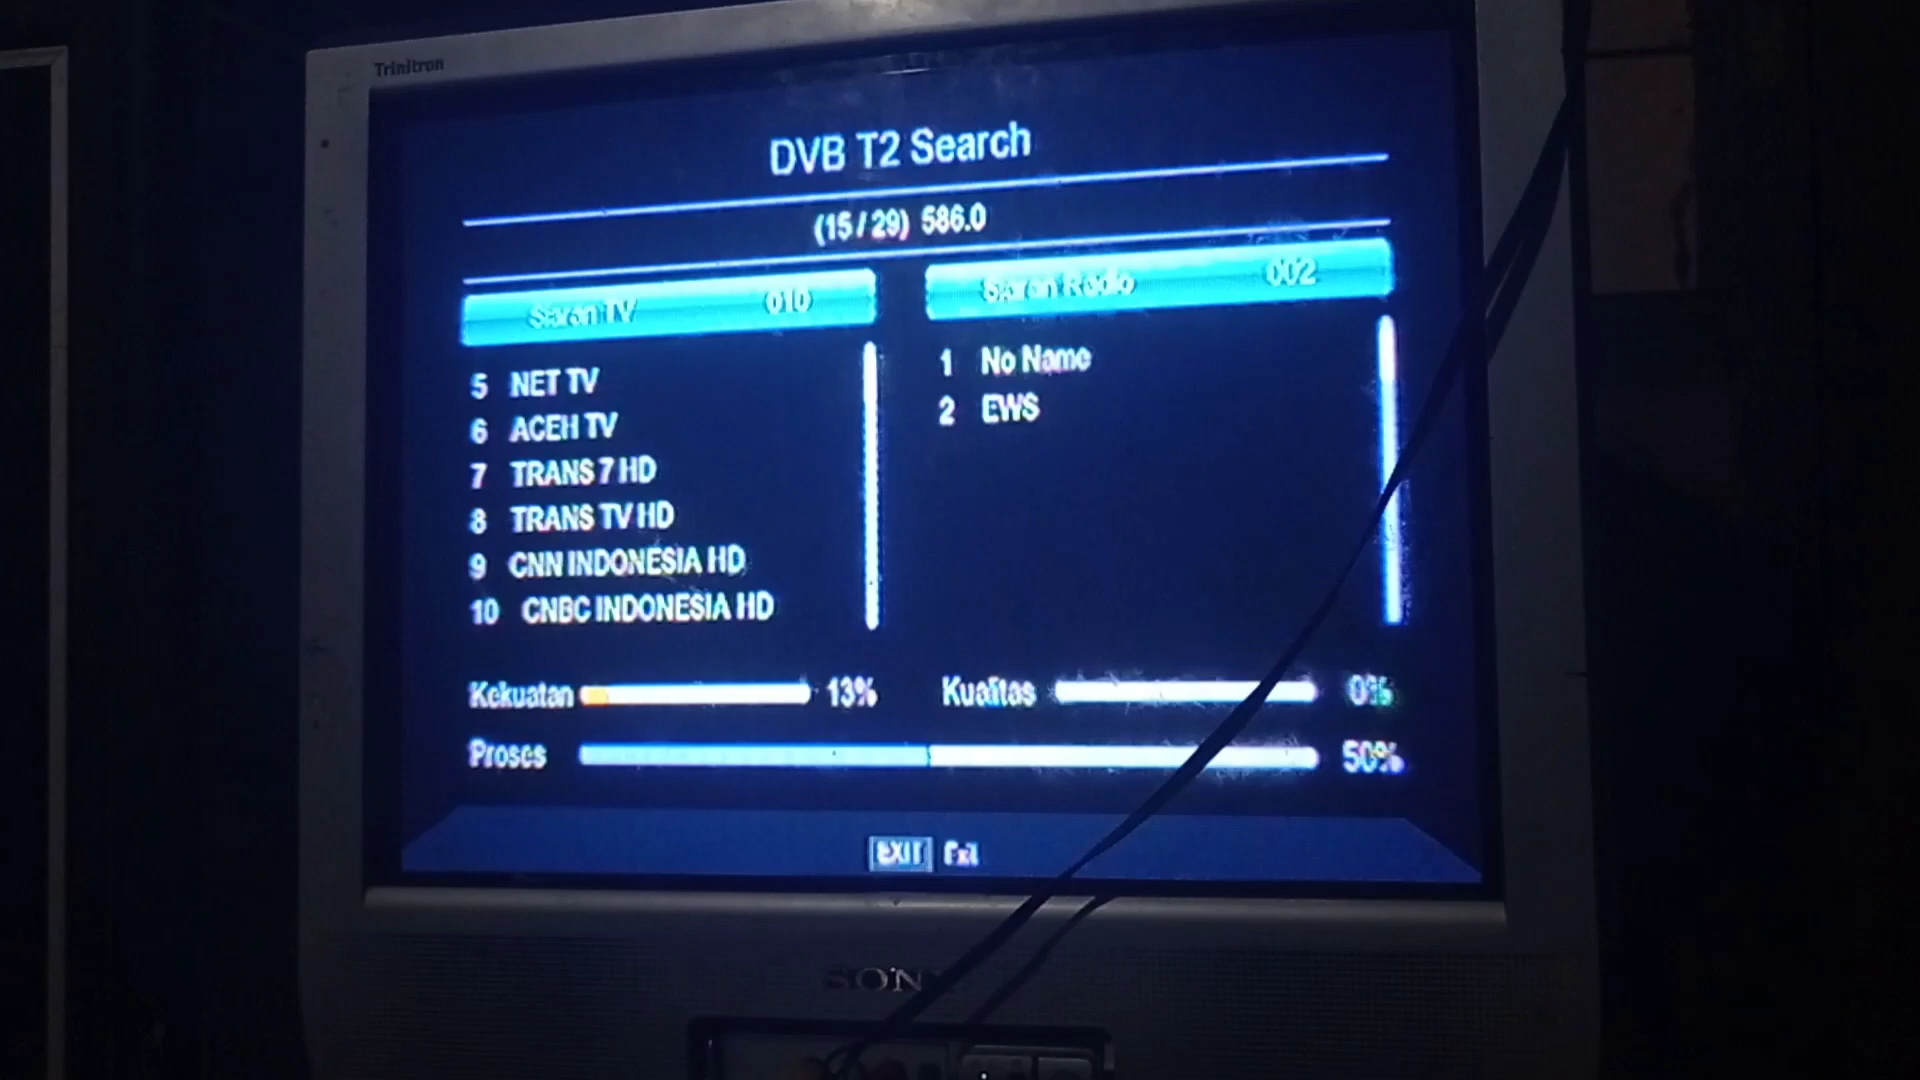 Trinitron
DVB T2 Search
(15 / 29) 586.0
Saran TV 010
Saran Radio 002
5 NET TV
6 ACEH TV
7 TRANS 7 HD
8 TRANS TV HD
9 CNN INDONESIA HD
10 CNBC INDONESIA HD
1 No Name
2 EWS
Kekuatan 13%
Kualitas 0%
Proses 50%
EXIT Exit
SONY